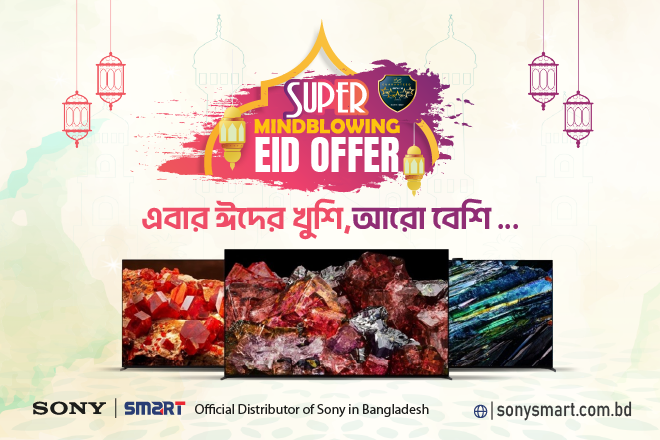 SUPER
MINDBLOWING
EID OFFER
এবার ঈদের খুশি,আরো বেশি ...
SONY | SMART Official Distributor of Sony in Bangladesh
sonysmart.com.bd